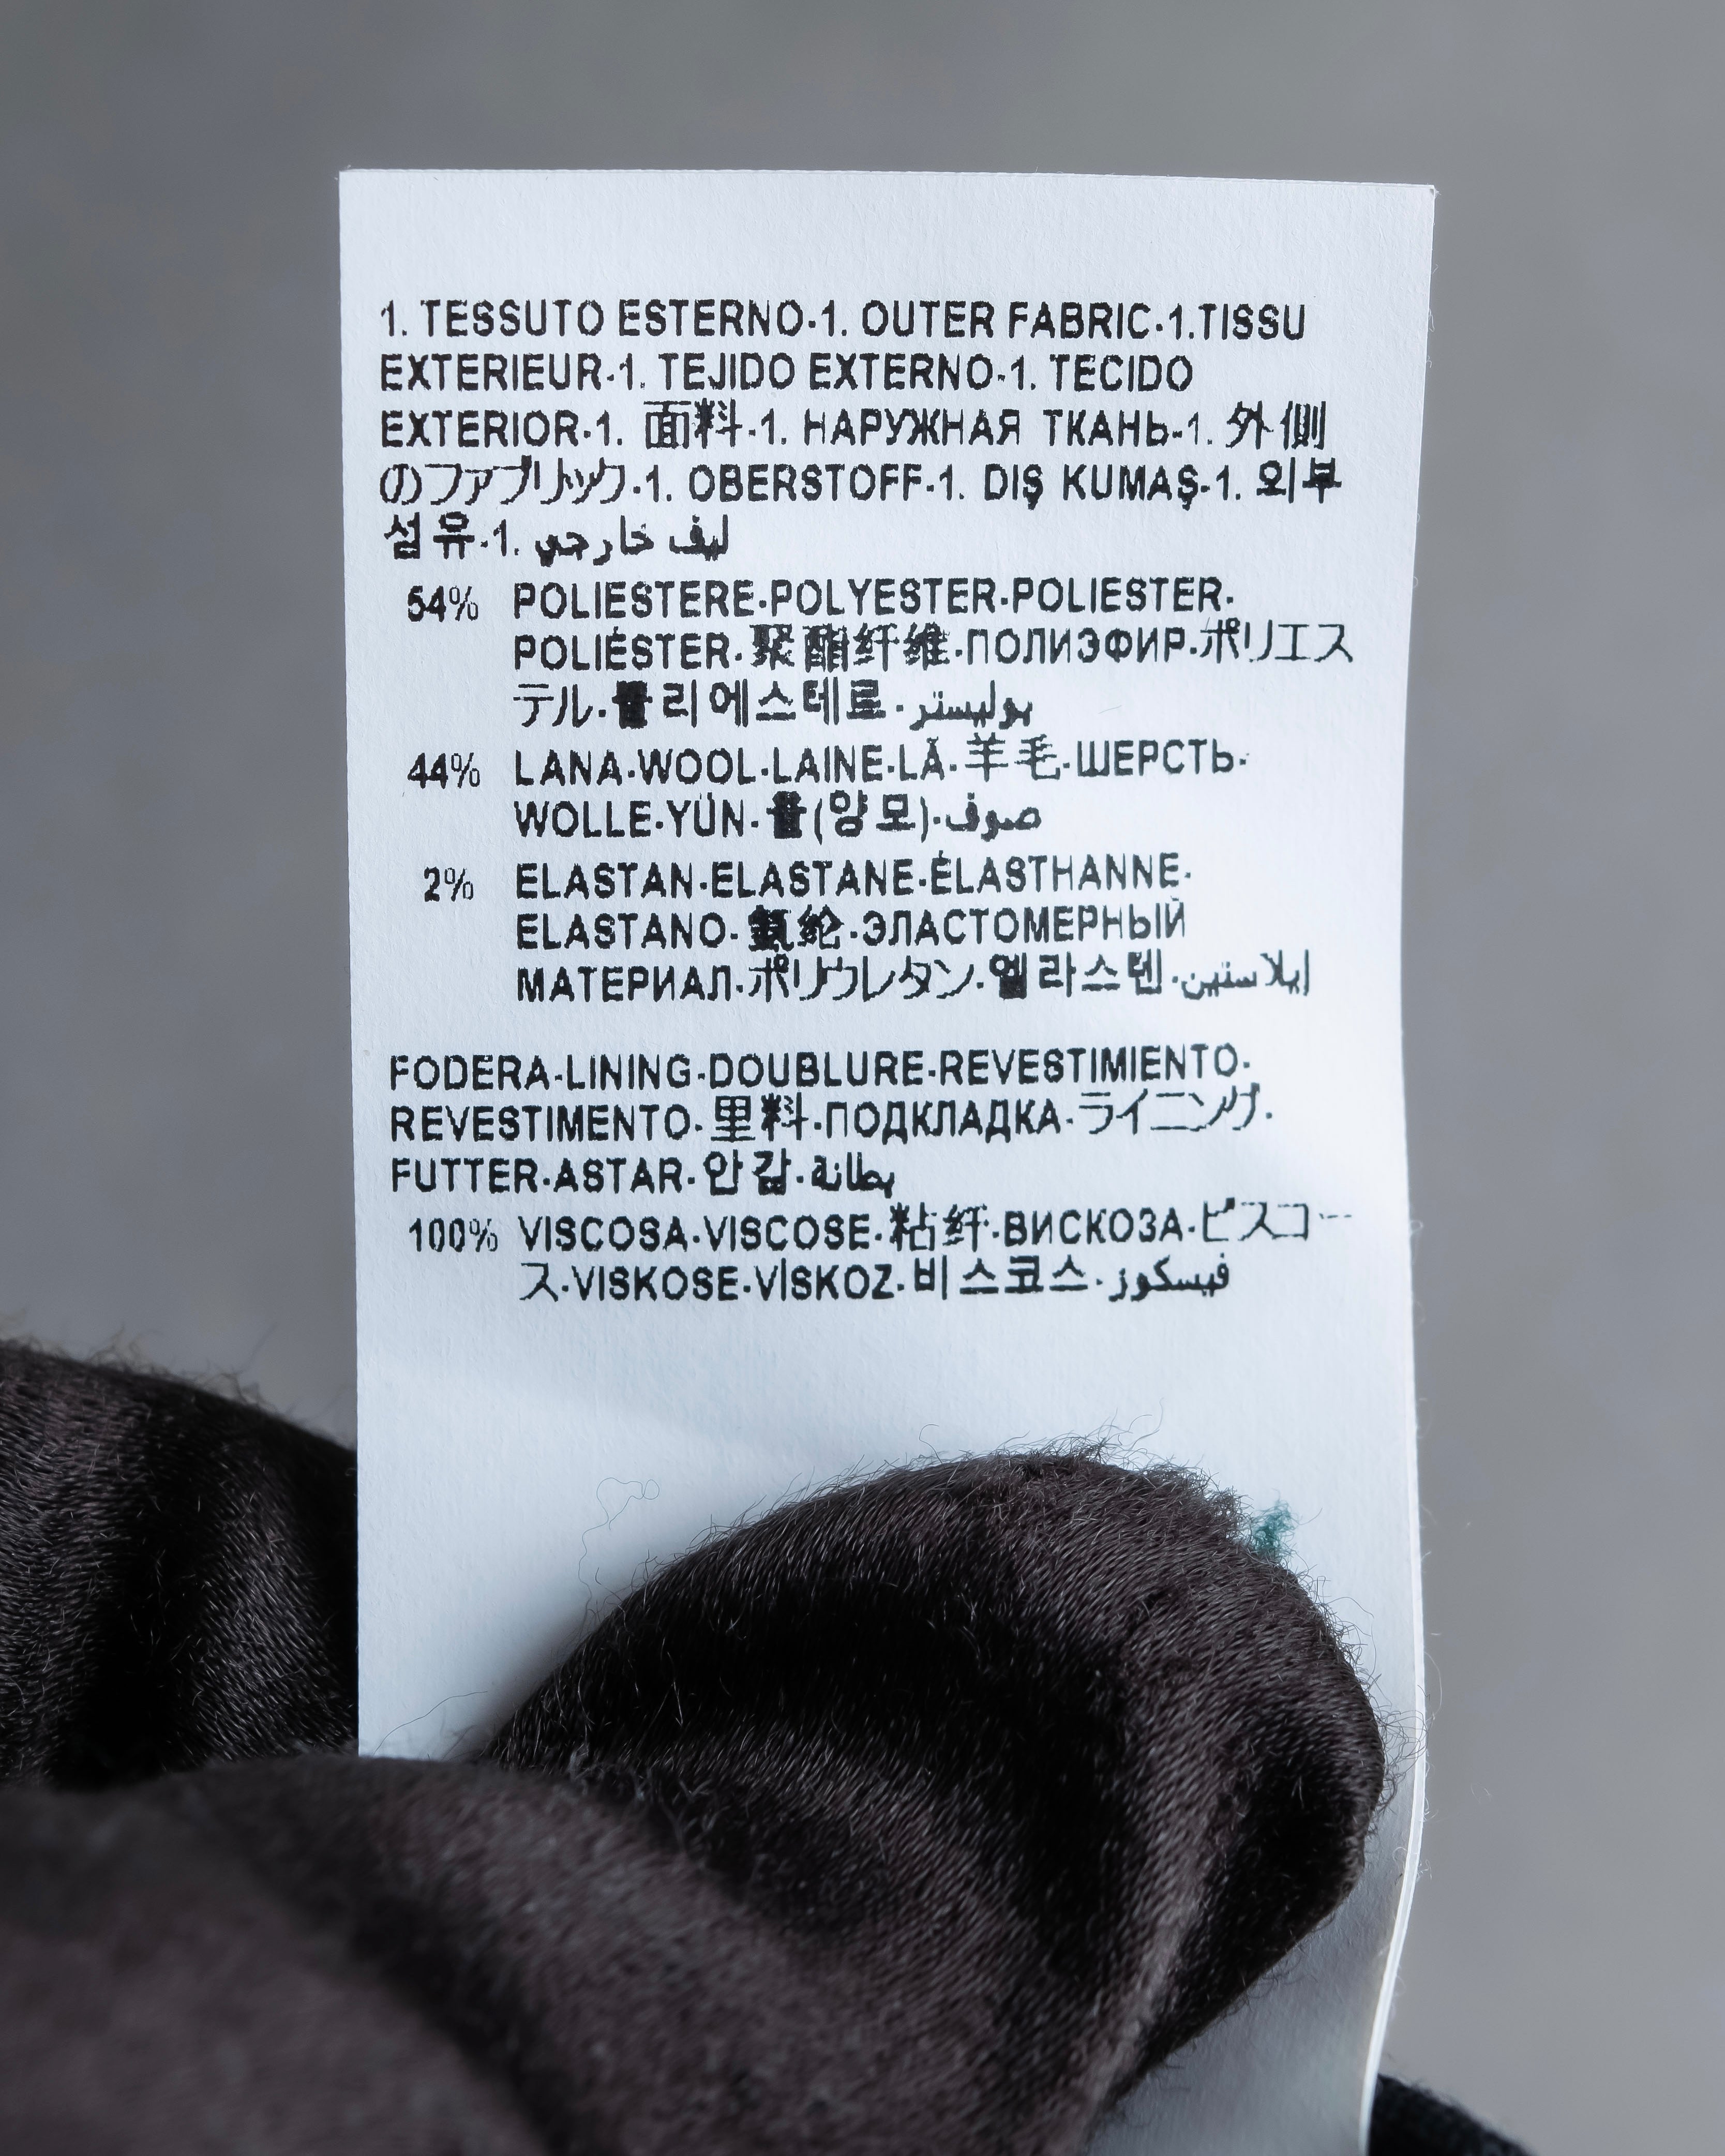 1. TESSUTO ESTERNO-1. OUTER FABRIC-1.TISSU
EXTERIEUR-1. TEJIDO EXTERNO-1. TECIDO
EXTERIOR-1. 面料-1. НАРУЖНАЯ ТКАНЬ-1. 外側
のファブリック-1. OBERSTOFF-1. DIŞ KUMAŞ-1. 외부
섬유-1. ليف خارجي
54% POLIESTERE-POLYESTER-POLIESTER-
POLIÉSTER-聚酯纤维-ПОЛИЭФИР-ポリエス
テル-폴리에스테르-بوليستر
44% LANA-WOOL-LAINE-LÃ-羊毛-ШЕРСТЬ-
WOLLE-YÜN-울(양모)-صوف
2% ELASTAN-ELASTANE-ÉLASTHANNE-
ELASTANO-氨纶-ЭЛАСТОМЕРНЫЙ
МАТЕРИАЛ-ポリウレタン-엘라스텐-إيلاستين
FODERA-LINING-DOUBLURE-REVESTIMIENTO-
REVESTIMENTO-里料-ПОДКЛАДКА-ライニング-
FUTTER-ASTAR-안감-بطانة
100% VISCOSA-VISCOSE-粘纤-ВИСКОЗА-ビスコー
ス-VISKOSE-VİSKOZ-비스코스-فيسكوز